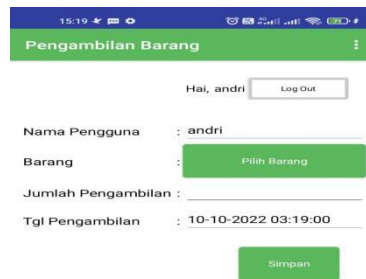 15:19
Pengambilan Barang
Hai, andri Log Out
Nama Pengguna : andri
Barang : Pilih Barang
Jumlah Pengambilan :
Tgl Pengambilan : 10-10-2022 03:19:00
Simpan